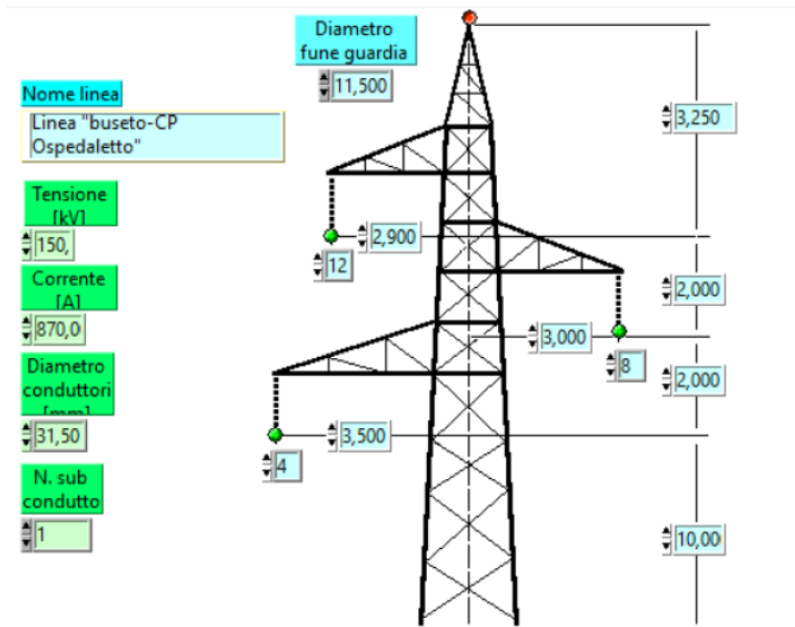 Diametro
fune guardia
11,500
Nome linea
Linea "buseto-CP
Ospedaletto"
3,250
Tensione
[kV]
150,
2,900
12
Corrente
[A]
870,0
2,000
3,000
8
Diametro
conduttori
[mm]
31,50
2,000
3,500
4
N. sub
condutto
1
10,00